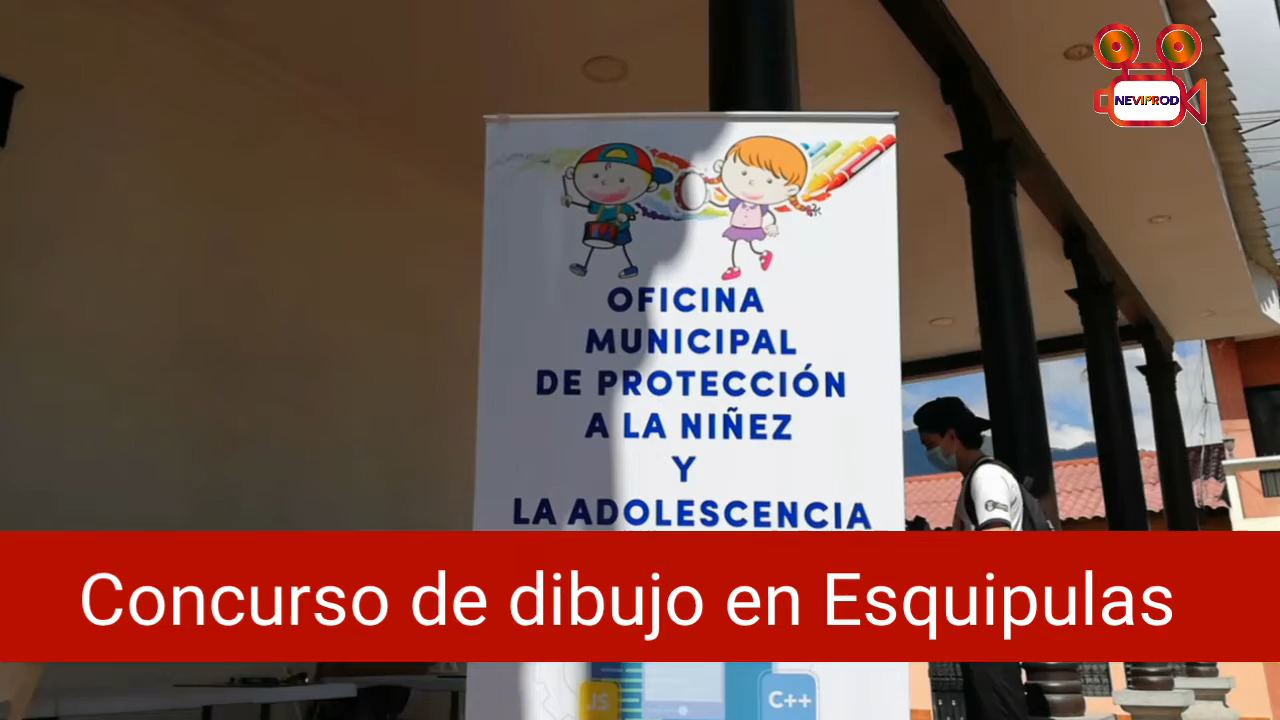 NEVIPROD
OFICINA
MUNICIPAL
DE PROTECCIÓN
A LA NIÑEZ
Y
LA ADOLESCENCIA
Concurso de dibujo en Esquipulas
JS
C++